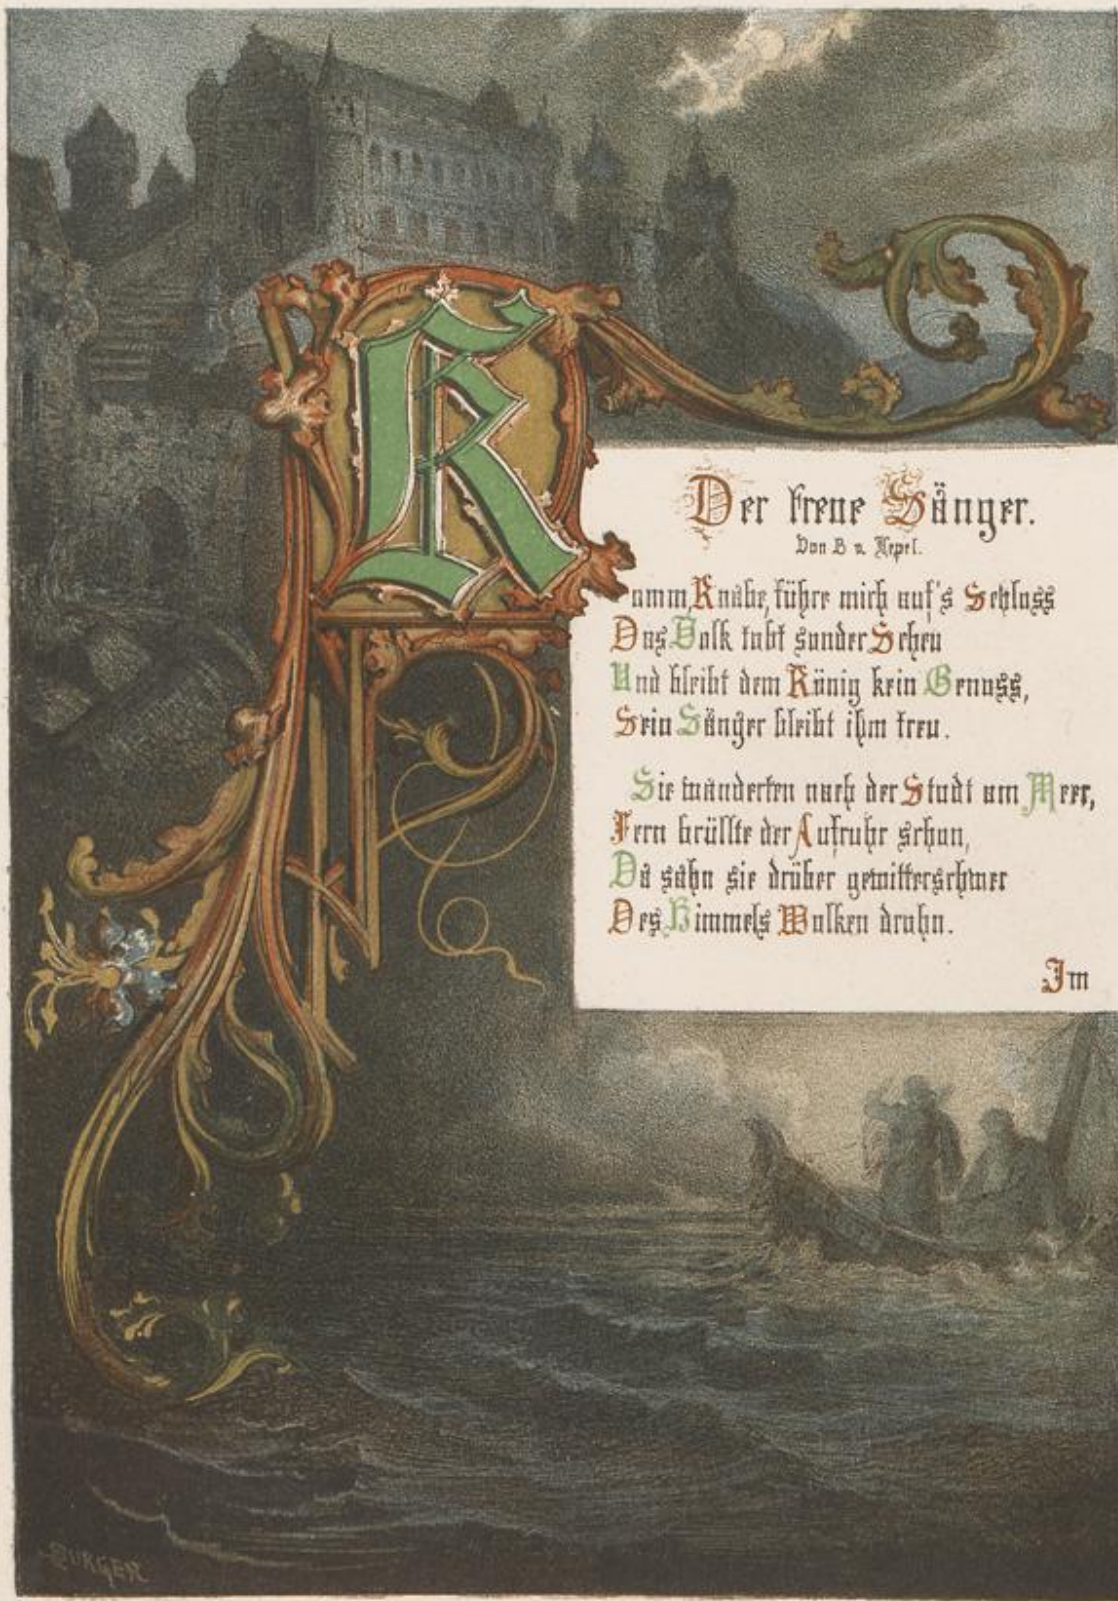 Der treue Sänger.
Von B v. Lepel.
Komm, Knabe, führe mich auf's Schloss
Das Volk tobt sonder Scheu
Und bleibt dem König kein Genuss,
Sein Sänger bleibt ihm treu.
Sie wanderten nach der Stadt am Meer,
Fern brüllte der Aufruhr schon,
Da sahn sie drüber gewitterschwer
Des Himmels Wolken drohn.
Im
BURGER